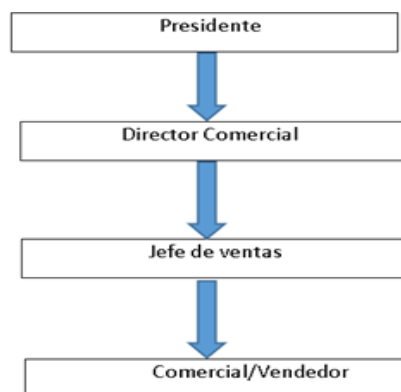 Presidente
Director Comercial
Jefe de ventas
Comercial/Vendedor